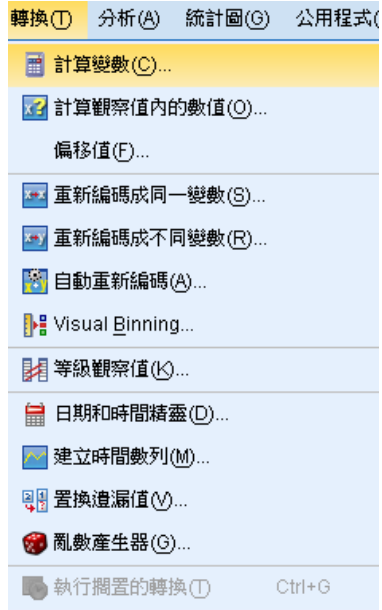 轉換(T) 分析(A) 統計圖(G) 公用程式(
計算變數(C)...
計算觀察值內的數值(O)...
偏移值(F)...
重新編碼成同一變數(S)...
重新編碼成不同變數(R)...
自動重新編碼(A)...
Visual Binning...
等級觀察值(K)...
日期和時間精靈(D)...
建立時間數列(M)...
置換遺漏值(V)...
亂數產生器(G)...
執行擱置的轉換(T) Ctrl+G